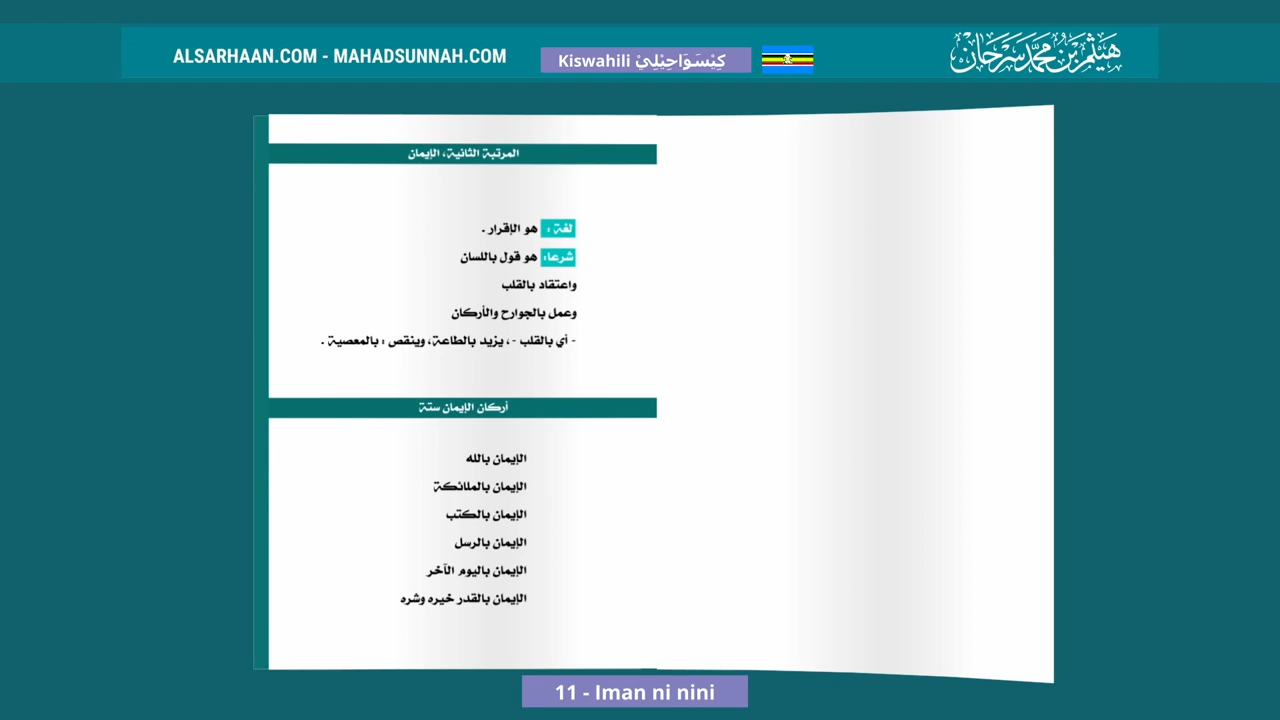 ALSARHAAN.COM - MAHADSUNNAH.COM
Kiswahili كِيْسَوَاحِيْلِيْ
هيثم بن محمد سرحان
المرتبة الثانية، الإيمان
لغة : هو الإقرار .
شرعا: هو قول باللسان
واعتقاد بالقلب
وعمل بالجوارح والأركان
- أي بالقلب -، يزيد بالطاعة، وينقص : بالمعصية .
أركان الإيمان ستة
الإيمان بالله
الإيمان بالملائكة
الإيمان بالكتب
الإيمان بالرسل
الإيمان باليوم الآخر
الإيمان بالقدر خيره وشره
11 - Iman ni nini